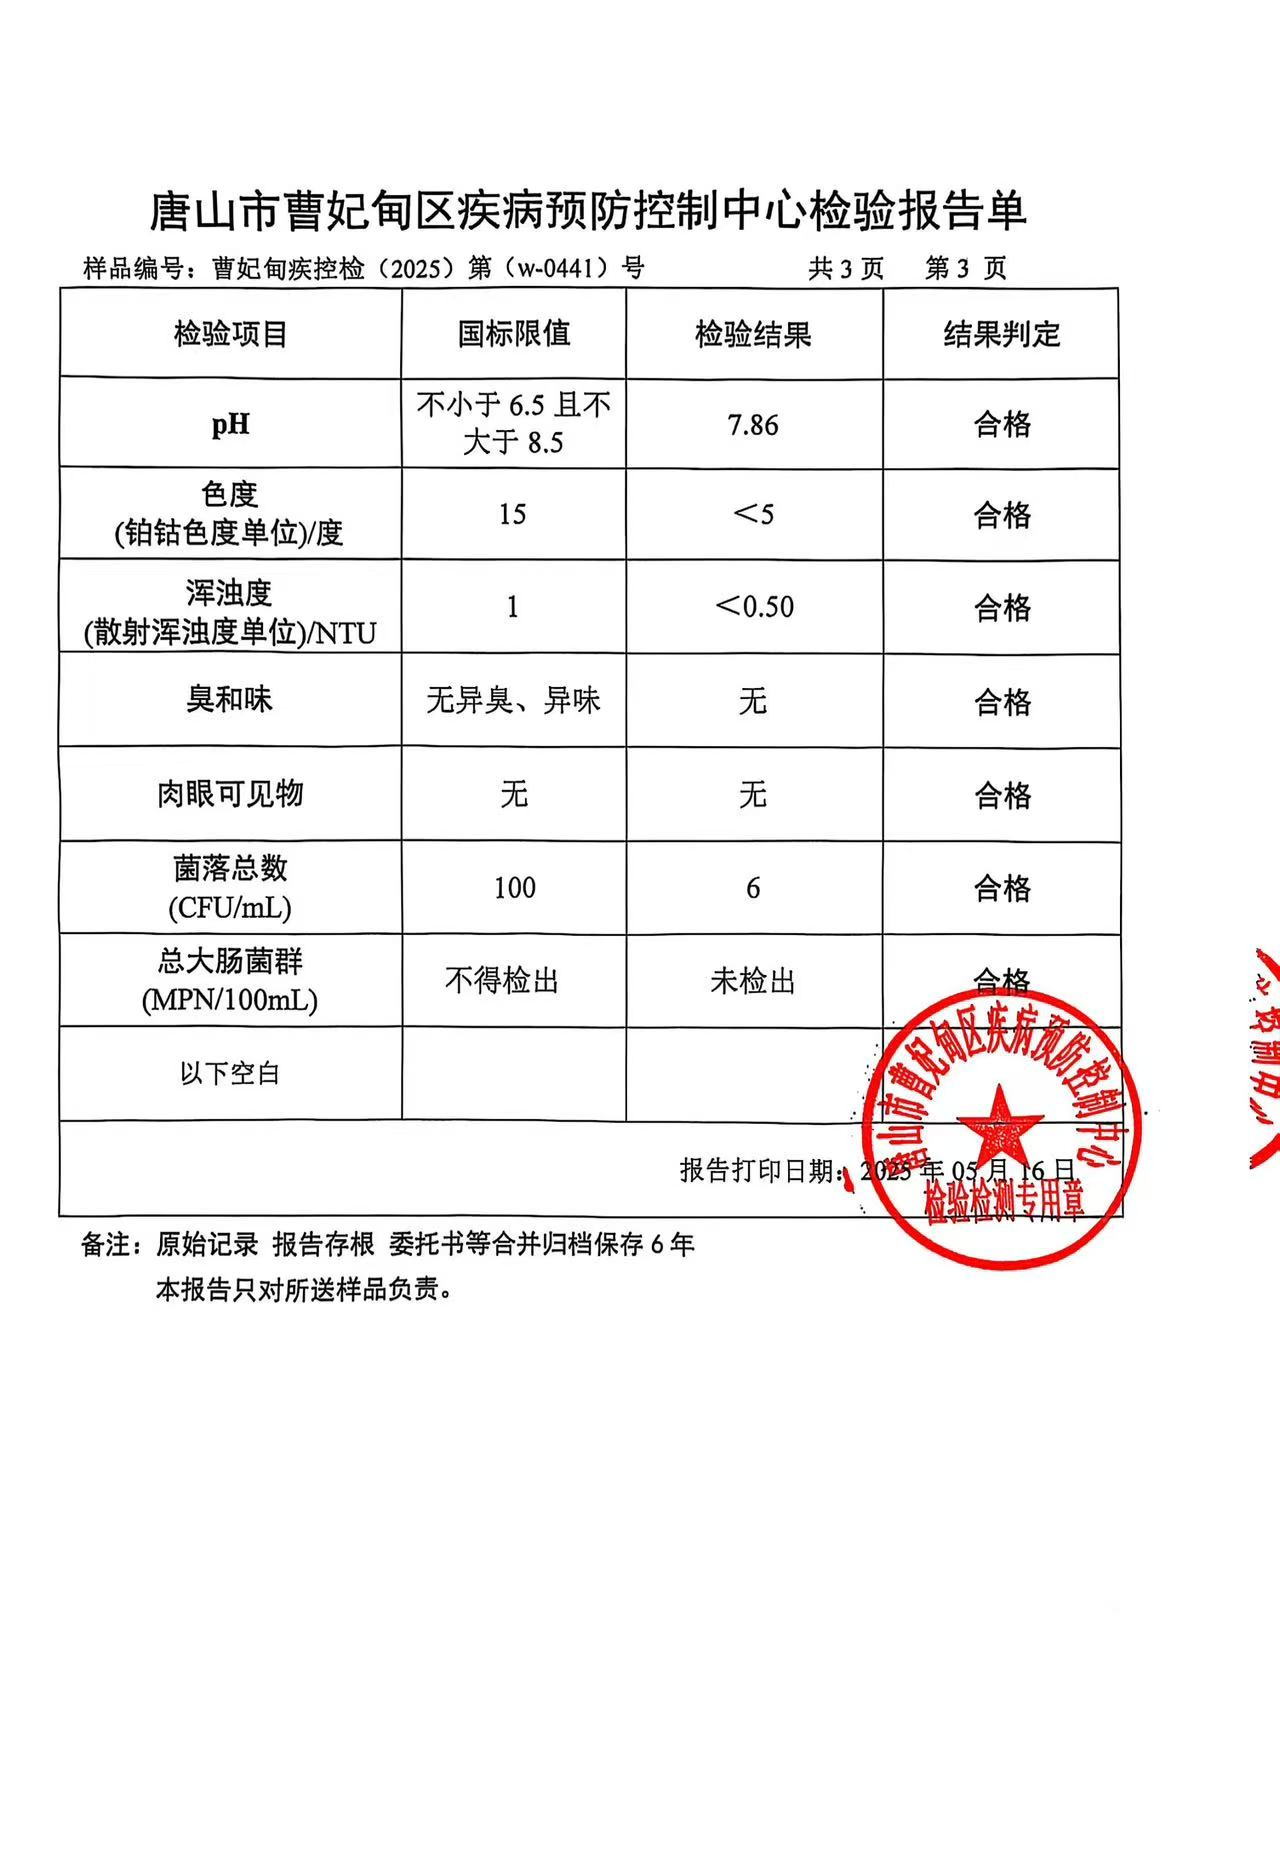 唐山市曹妃甸区疾病预防控制中心检验报告单
样品编号：曹妃甸疾控检（2025）第（w-0441）号 共 3 页 第 3 页
检验项目 国标限值 检验结果 结果判定
pH 不小于 6.5 且不大于 8.5 7.86 合格
色度
(铂钴色度单位)/度 15 ＜5 合格
浑浊度
(散射浑浊度单位)/NTU 1 ＜0.50 合格
臭和味 无异臭、异味 无 合格
肉眼可见物 无 无 合格
菌落总数
(CFU/mL) 100 6 合格
总大肠菌群
(MPN/100mL) 不得检出 未检出 合格
以下空白
报告打印日期：2025 年 05 月 16 日
唐山市曹妃甸区疾病预防控制中心
检验检测专用章
备注：原始记录 报告存根 委托书等合并归档保存 6 年
本报告只对所送样品负责。